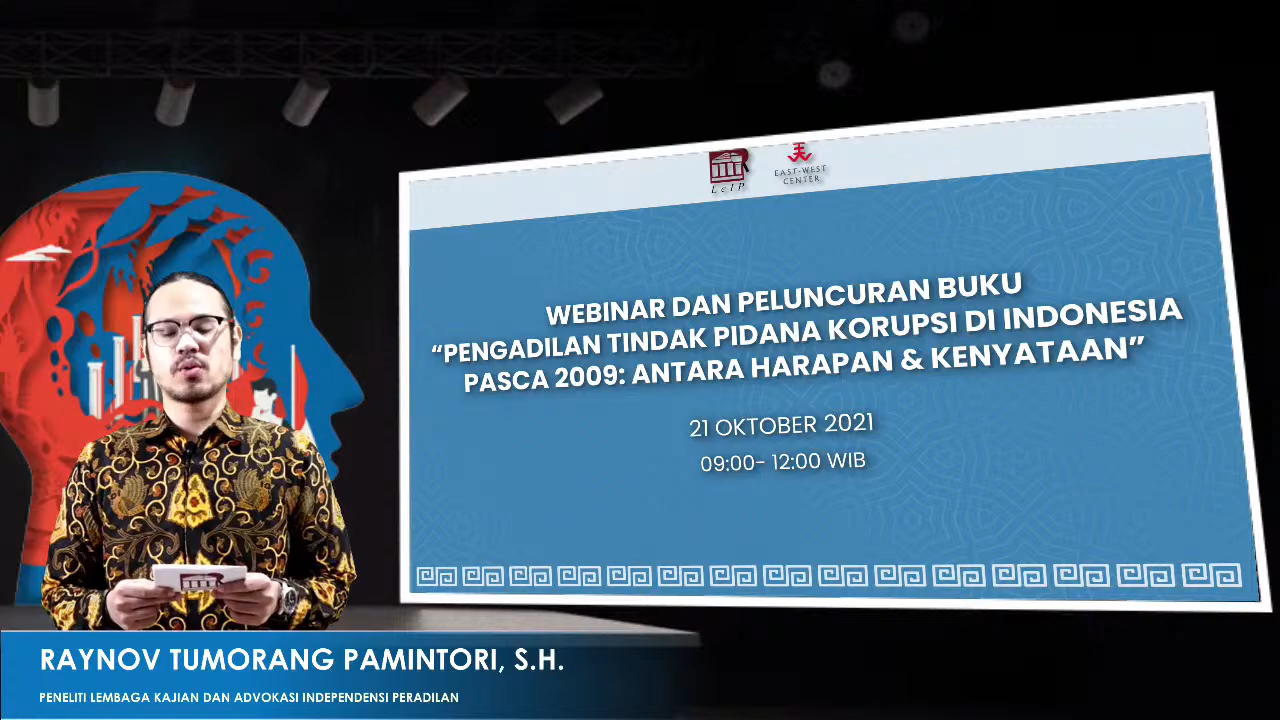 LeIP
EAST-WEST
CENTER
WEBINAR DAN PELUNCURAN BUKU
“PENGADILAN TINDAK PIDANA KORUPSI DI INDONESIA
PASCA 2009: ANTARA HARAPAN & KENYATAAN”
21 OKTOBER 2021
09:00- 12:00 WIB
RAYNOV TUMORANG PAMINTORI, S.H.
PENELITI LEMBAGA KAJIAN DAN ADVOKASI INDEPENDENSI PERADILAN